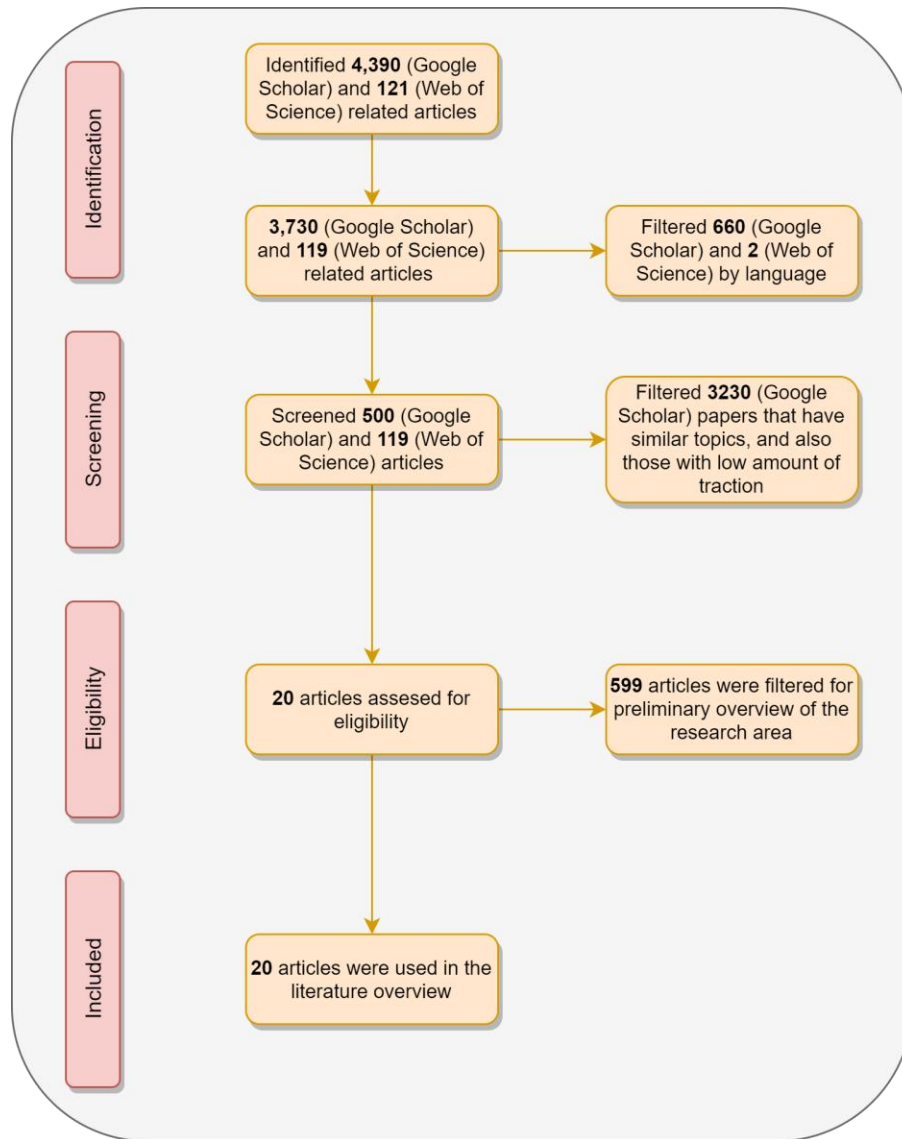 Identification
Identified 4,390 (Google
Scholar) and 121 (Web of
Science) related articles
3,730 (Google Scholar)
and 119 (Web of Science)
related articles
Filtered 660 (Google
Scholar) and 2 (Web of
Science) by language
Screening
Screened 500 (Google
Scholar) and 119 (Web of
Science) articles
Filtered 3230 (Google
Scholar) papers that have
similar topics, and also
those with low amount of
traction
Eligibility
20 articles assesed for
eligibility
599 articles were filtered for
preliminary overview of the
research area
Included
20 articles were used in the
literature overview